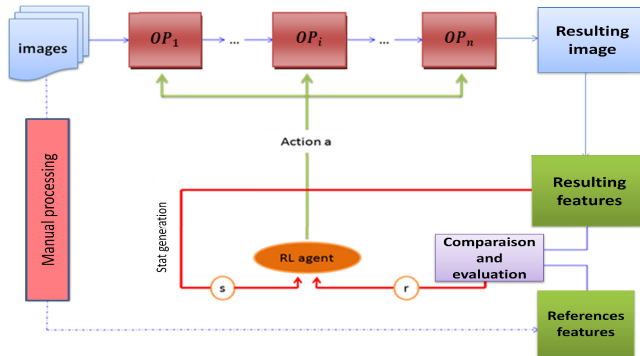 images
OP1
...
OPi
...
OPn
Resulting
image
Action a
Manual processing
Stat generation
Resulting
features
Comparaison
and
evaluation
RL agent
s
r
References
features